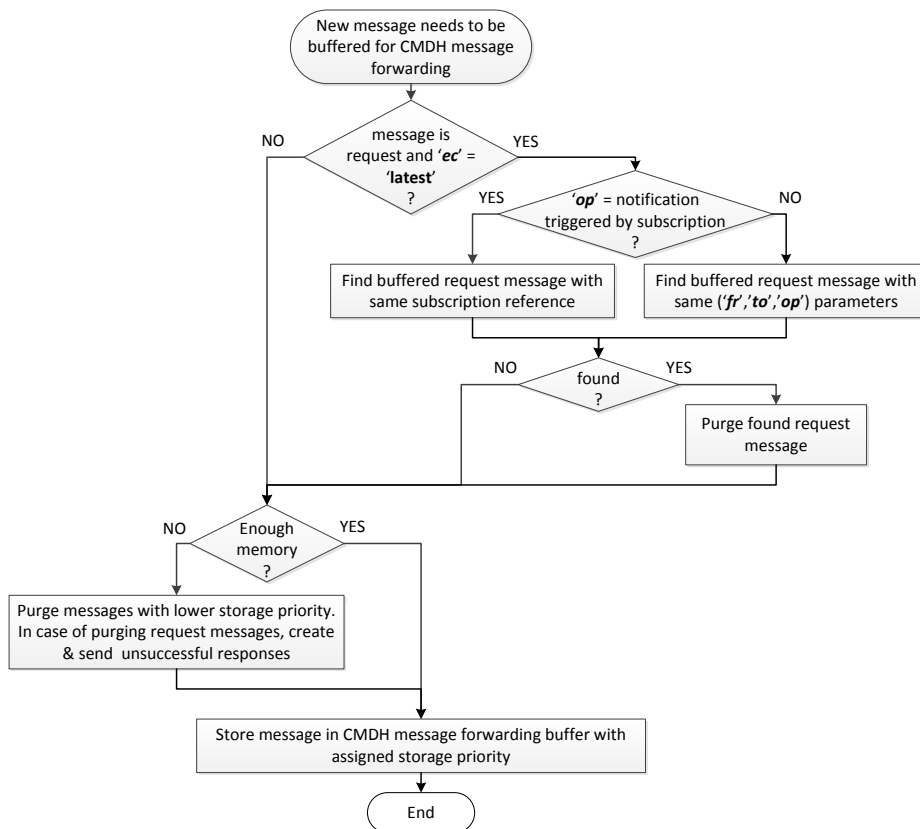 New message needs to be
buffered for CMDH message
forwarding
NO
YES
message is
request and ‘ec’ =
‘latest’
?
YES
NO
‘op’ = notification
triggered by subscription
?
Find buffered request message with
same subscription reference
Find buffered request message with
same (‘fr’,’to’,’op’) parameters
NO
YES
found
?
Purge found request
message
NO
YES
Enough
memory
?
Purge messages with lower storage priority.
In case of purging request messages, create
& send  unsuccessful responses
Store message in CMDH message forwarding buffer with
assigned storage priority
End